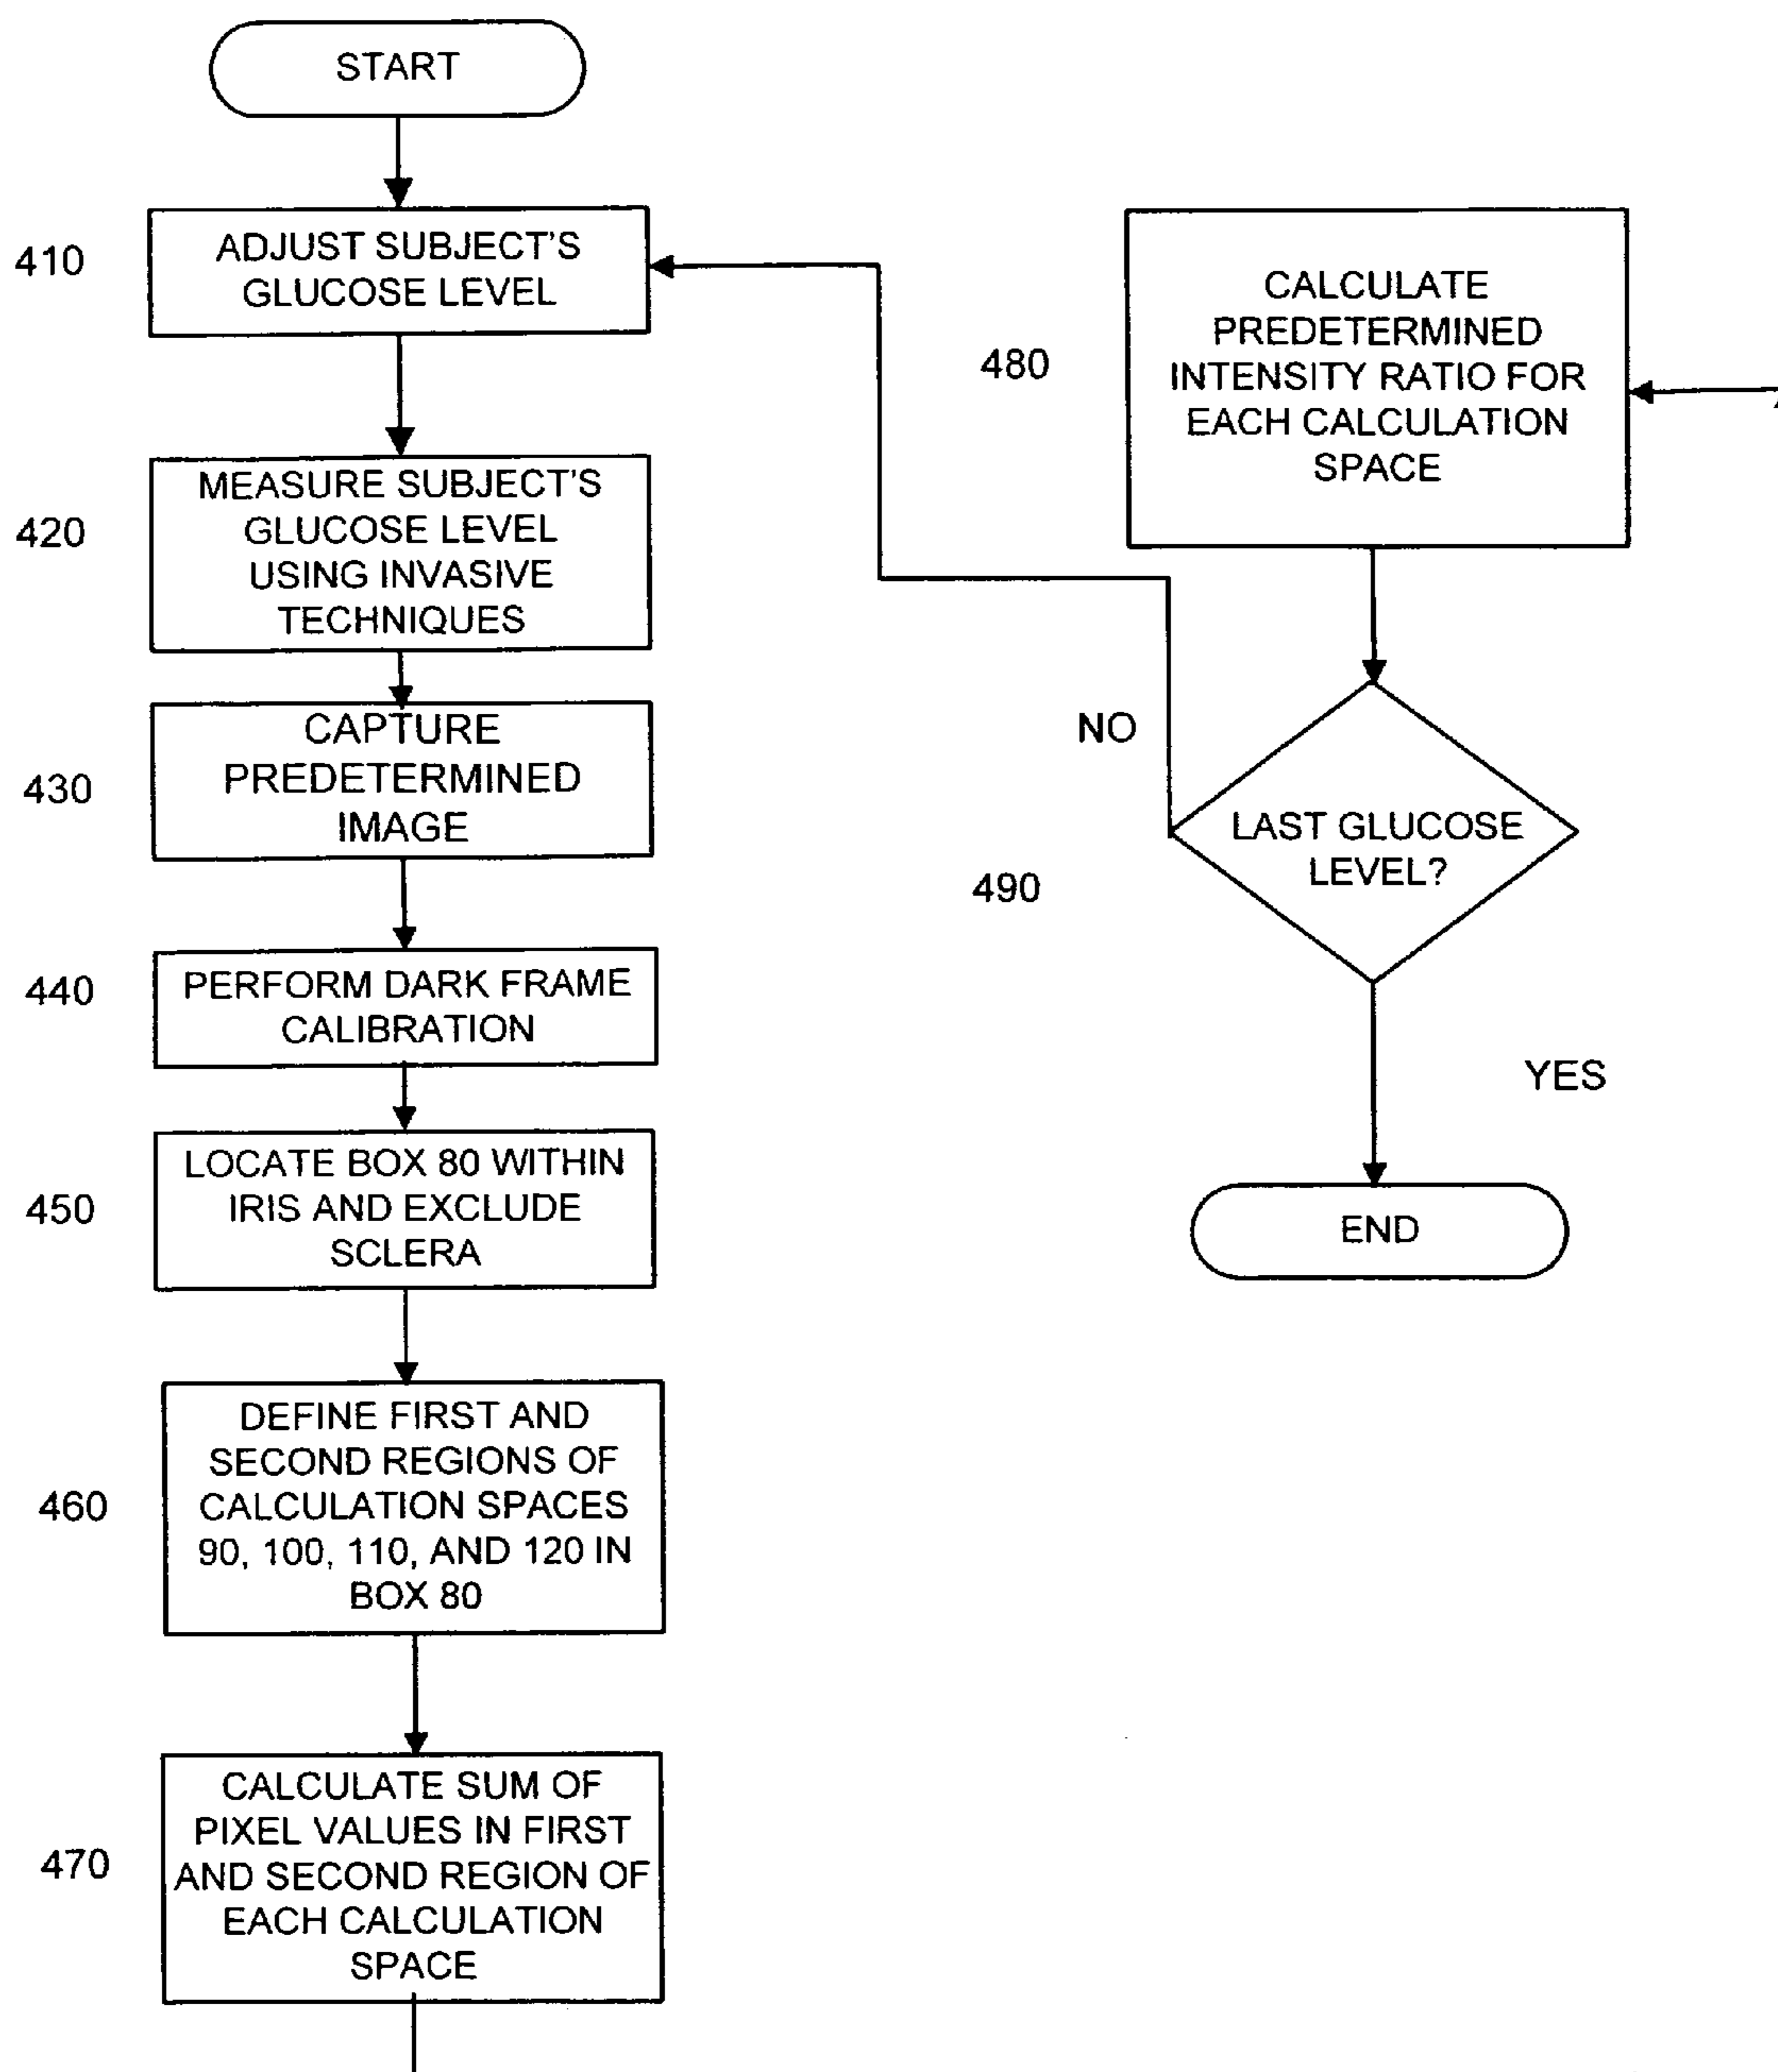 START
410
ADJUST SUBJECT'S
GLUCOSE LEVEL
420
MEASURE SUBJECT'S
GLUCOSE LEVEL
USING INVASIVE
TECHNIQUES
430
CAPTURE
PREDETERMINED
IMAGE
440
PERFORM DARK FRAME
CALIBRATION
450
LOCATE BOX 80 WITHIN
IRIS AND EXCLUDE
SCLERA
460
DEFINE FIRST AND
SECOND REGIONS OF
CALCULATION SPACES
90, 100, 110, AND 120 IN
BOX 80
470
CALCULATE SUM OF
PIXEL VALUES IN FIRST
AND SECOND REGION OF
EACH CALCULATION
SPACE
480
CALCULATE
PREDETERMINED
INTENSITY RATIO FOR
EACH CALCULATION
SPACE
NO
490
LAST GLUCOSE
LEVEL?
YES
END